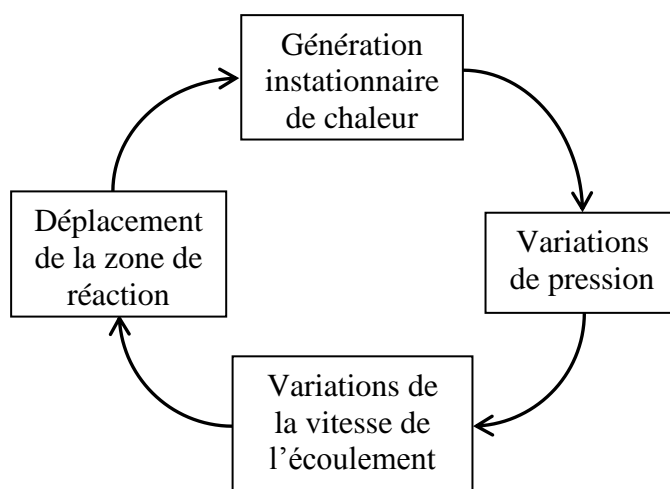 Génération
instationnaire
de chaleur
Variations
de pression
Variations de
la vitesse de
l’écoulement
Déplacement
de la zone de
réaction